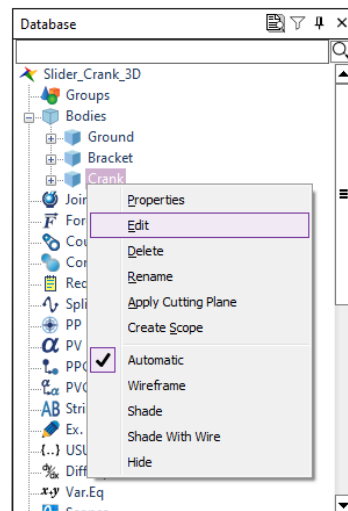 Database
Slider_Crank_3D
Groups
Bodies
Ground
Bracket
Crank
Properties
Edit
Delete
Rename
Apply Cutting Plane
Create Scope
Automatic
Wireframe
Shade
Shade With Wire
Hide
Join
For
Cou
Con
Req
Spli
PP
PV
PPC
PVC
AB Stri
Ex.
{..} USU
Diff
x.y Var.Eq